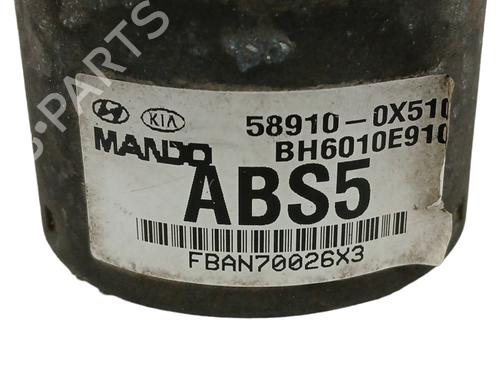 S-PARTS
KIA 58910-0X510
MANDO BH6010E910
ABS5
FBAN70026X3